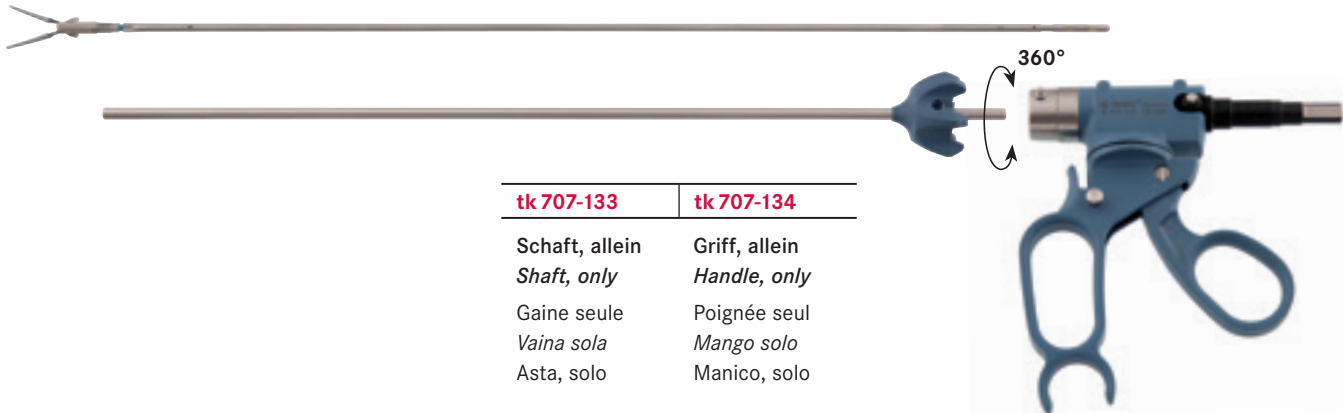 360°
tk 707-133 tk 707-134
Schaft, allein Griff, allein
Shaft, only Handle, only
Gaine seule Poignée seul
Vaina sola Mango solo
Asta, solo Manico, solo